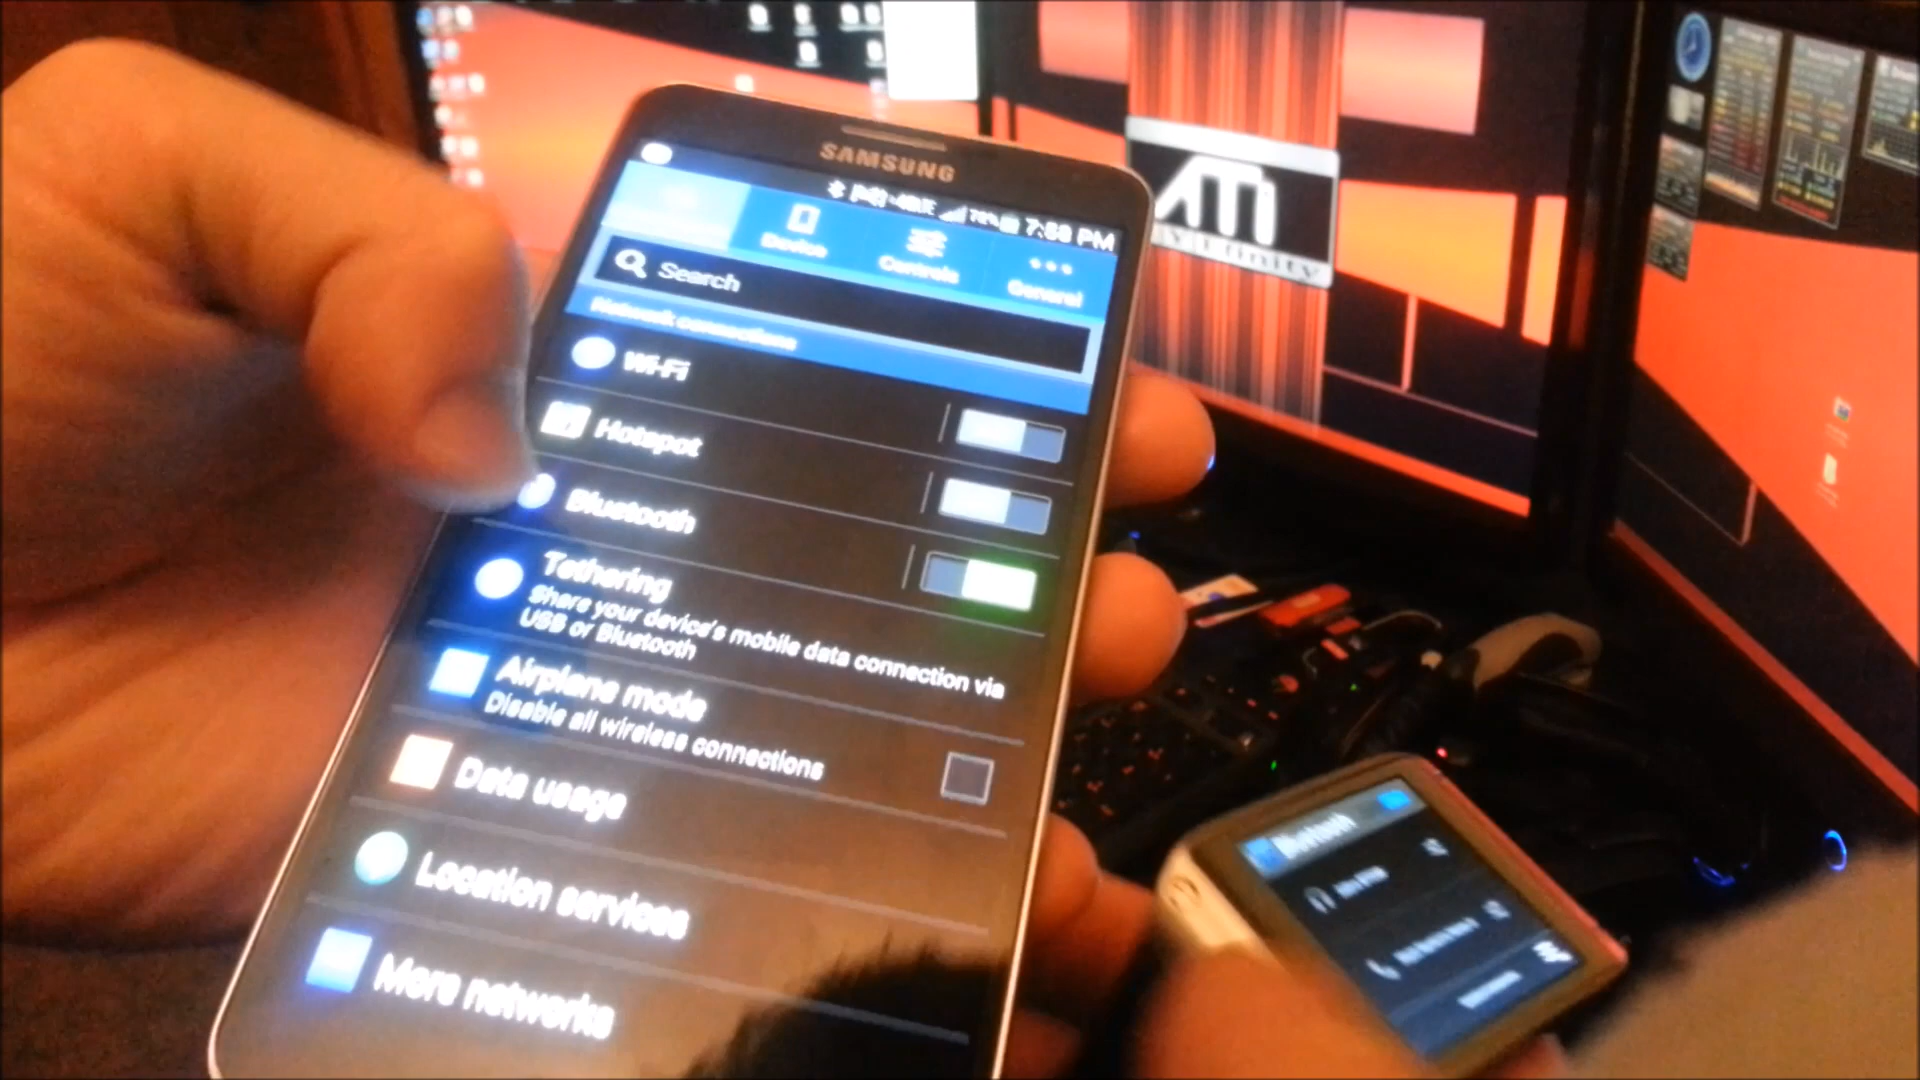 SAMSUNG
7:58 PM
Device
Controls
General
Search
Network connections
Wi-Fi
Hotspot
Bluetooth
Tethering
Share your device's mobile data connection via
USB or Bluetooth
Airplane mode
Disable all wireless connections
Data usage
Location services
More networks
ATi
Bluetooth